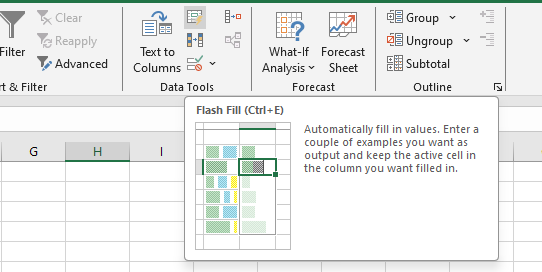 Clear
Reapply
Filter
Advanced
rt & Filter
Text to
Columns
Data Tools
What-If
Analysis
Forecast
Sheet
Forecast
Group
Ungroup
Subtotal
Outline
Flash Fill (Ctrl+E)
Automatically fill in values. Enter a
couple of examples you want as
output and keep the active cell in
the column you want filled in.
G
H
I